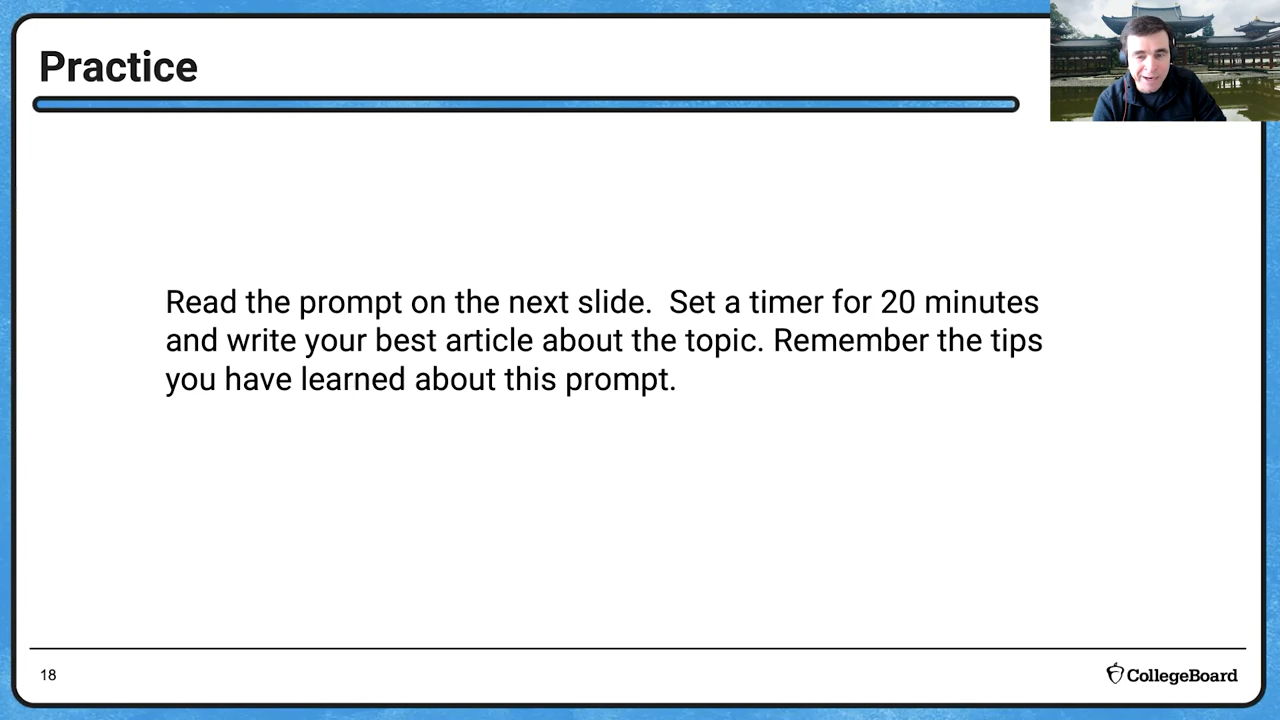 Practice
Read the prompt on the next slide.  Set a timer for 20 minutes
and write your best article about the topic. Remember the tips
you have learned about this prompt.
18
CollegeBoard